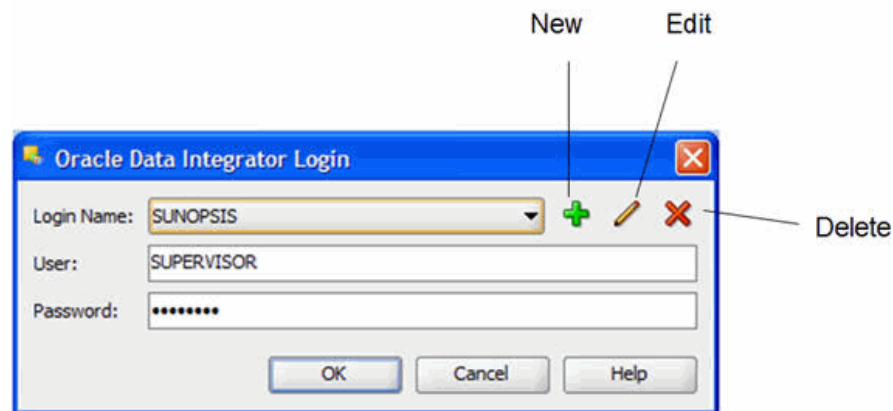 New Edit
Oracle Data Integrator Login
Login Name: SUNOPSIS
Delete
User: SUPERVISOR
Password: ••••••••
OK Cancel Help